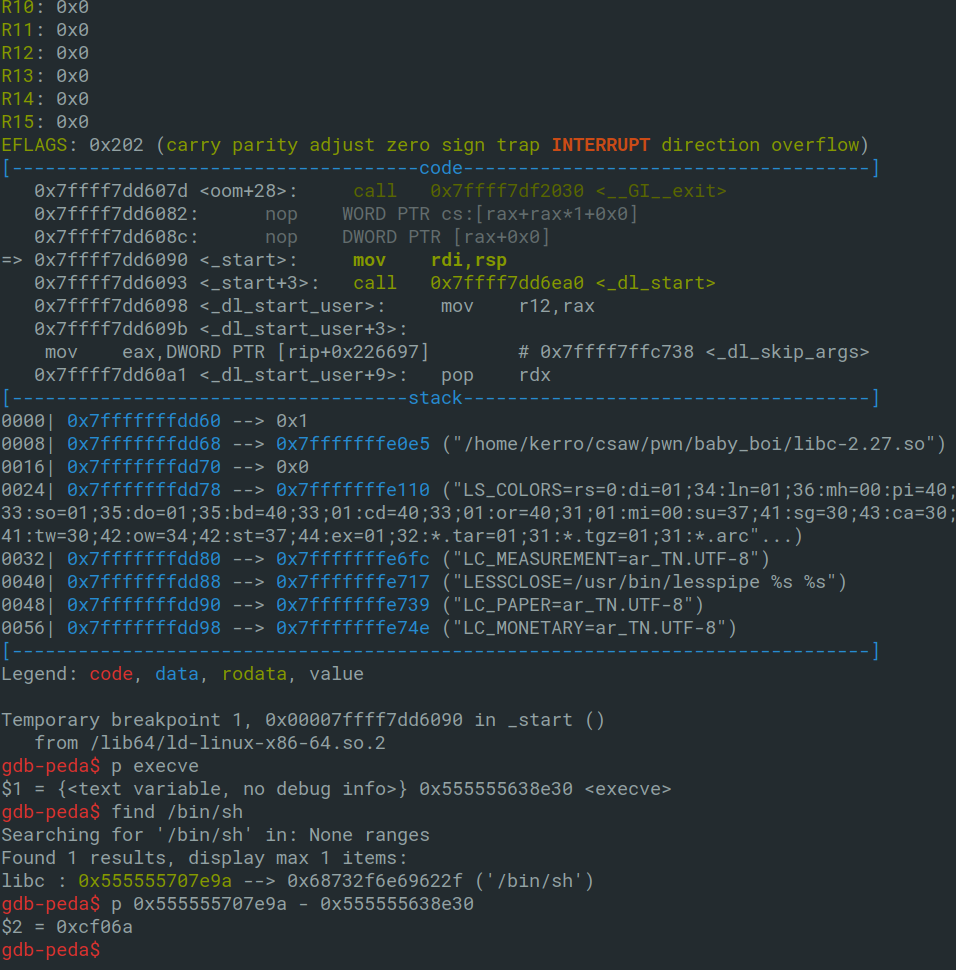 R10: 0x0
R11: 0x0
R12: 0x0
R13: 0x0
R14: 0x0
R15: 0x0
EFLAGS: 0x202 (carry parity adjust zero sign trap INTERRUPT direction overflow)
[-------------------------------------code-------------------------------------]
   0x7ffff7dd607d <oom+28>:     call   0x7ffff7df2030 <__GI__exit>
   0x7ffff7dd6082:      nop    WORD PTR cs:[rax+rax*1+0x0]
   0x7ffff7dd608c:      nop    DWORD PTR [rax+0x0]
=> 0x7ffff7dd6090 <_start>:     mov    rdi,rsp
   0x7ffff7dd6093 <_start+3>:   call   0x7ffff7dd6ea0 <_dl_start>
   0x7ffff7dd6098 <_dl_start_user>:     mov    r12,rax
   0x7ffff7dd609b <_dl_start_user+3>:
    mov    eax,DWORD PTR [rip+0x226697]        # 0x7ffff7ffc738 <_dl_skip_args>
   0x7ffff7dd60a1 <_dl_start_user+9>:   pop    rdx
[------------------------------------stack-------------------------------------]
0000| 0x7fffffffdd60 --> 0x1
0008| 0x7fffffffdd68 --> 0x7fffffffe0e5 ("/home/kerro/csaw/pwn/baby_boi/libc-2.27.so")
0016| 0x7fffffffdd70 --> 0x0
0024| 0x7fffffffdd78 --> 0x7fffffffe110 ("LS_COLORS=rs=0:di=01;34:ln=01;36:mh=00:pi=40;
33:so=01;35:do=01;35:bd=40;33;01:cd=40;33;01:or=40;31;01:mi=00:su=37;41:sg=30;43:ca=30;
41:tw=30;42:ow=34;42:st=37;44:ex=01;32:*.tar=01;31:*.tgz=01;31:*.arc"...)
0032| 0x7fffffffdd80 --> 0x7fffffffe6fc ("LC_MEASUREMENT=ar_TN.UTF-8")
0040| 0x7fffffffdd88 --> 0x7fffffffe717 ("LESSCLOSE=/usr/bin/lesspipe %s %s")
0048| 0x7fffffffdd90 --> 0x7fffffffe739 ("LC_PAPER=ar_TN.UTF-8")
0056| 0x7fffffffdd98 --> 0x7fffffffe74e ("LC_MONETARY=ar_TN.UTF-8")
[------------------------------------------------------------------------------]
Legend: code, data, rodata, value

Temporary breakpoint 1, 0x00007ffff7dd6090 in _start ()
   from /lib64/ld-linux-x86-64.so.2
gdb-peda$ p execve
$1 = {<text variable, no debug info>} 0x555555638e30 <execve>
gdb-peda$ find /bin/sh
Searching for '/bin/sh' in: None ranges
Found 1 results, display max 1 items:
libc : 0x555555707e9a --> 0x68732f6e69622f ('/bin/sh')
gdb-peda$ p 0x555555707e9a - 0x555555638e30
$2 = 0xcf06a
gdb-peda$